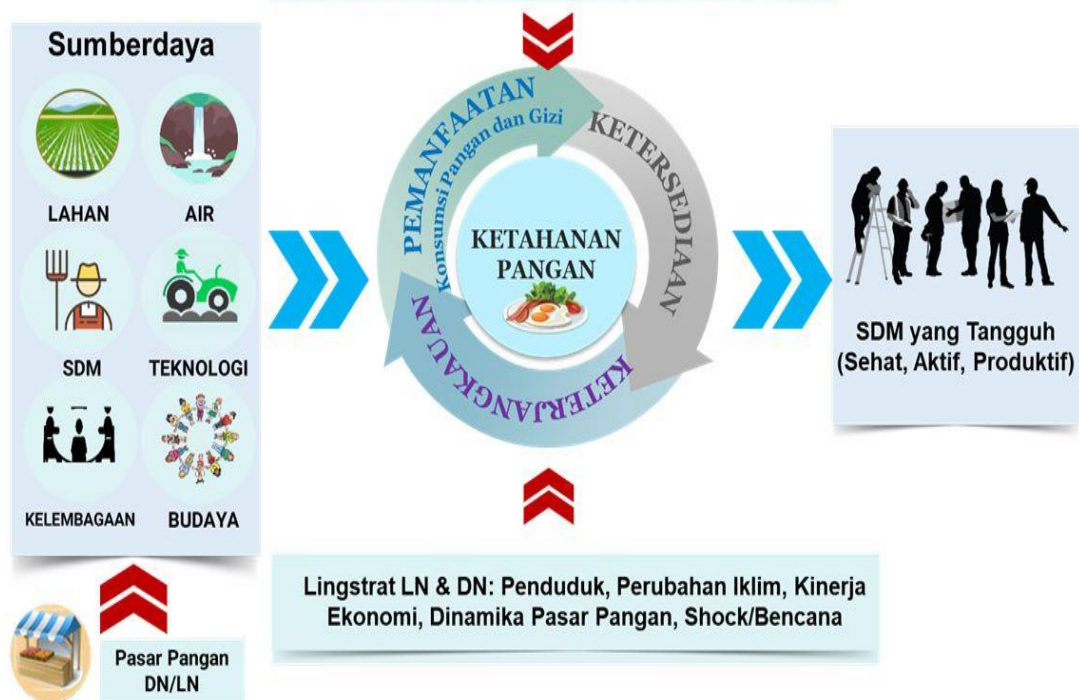 Sumberdaya
LAHAN
AIR
SDM
TEKNOLOGI
KELEMBAGAAN
BUDAYA
Pasar Pangan
DN/LN
PEMANFAATAN
Konsumsi Pangan dan Gizi
KETERSEDIAAN
KETERJANGKAUAN
KETAHANAN
PANGAN
Lingstrat LN & DN: Penduduk, Perubahan Iklim, Kinerja
Ekonomi, Dinamika Pasar Pangan, Shock/Bencana
SDM yang Tangguh
(Sehat, Aktif, Produktif)